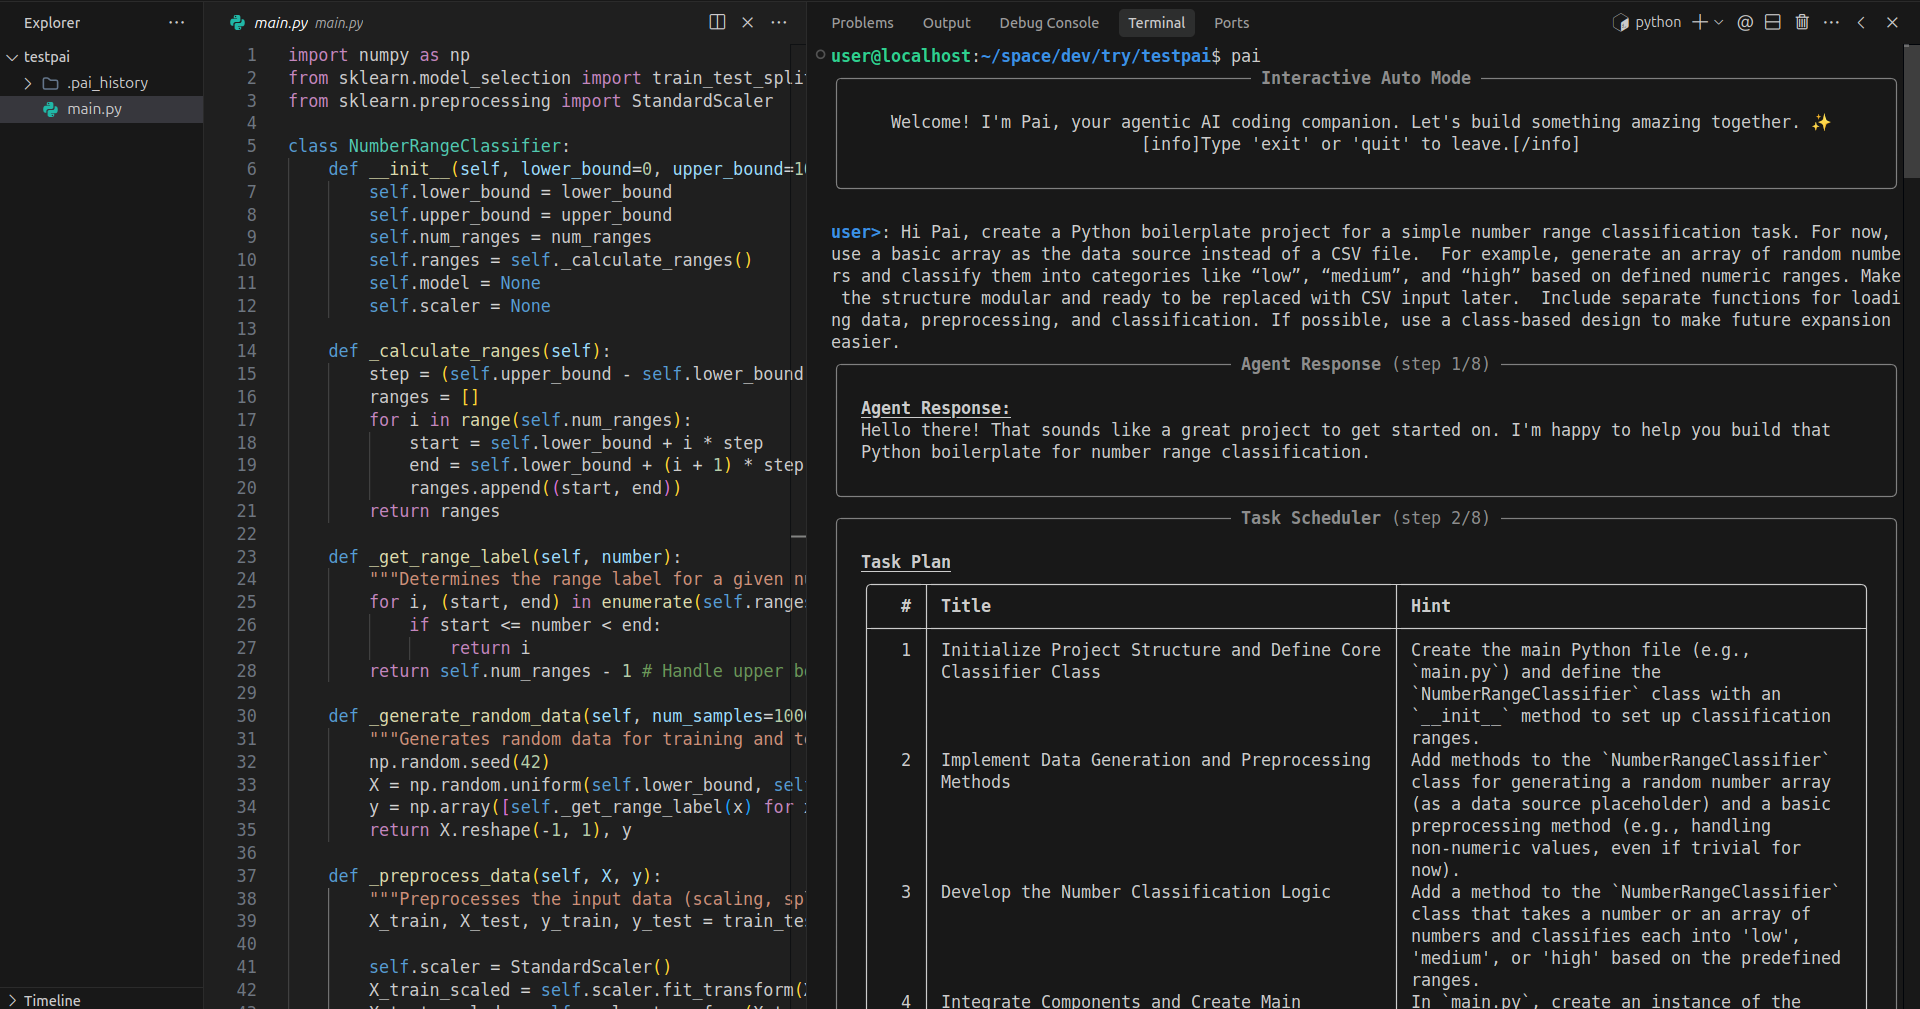 Explorer
testpai
.pai_history
main.py
Timeline
main.py main.py
1 import numpy as np
2 from sklearn.model_selection import train_test_spli
3 from sklearn.preprocessing import StandardScaler
4
5 class NumberRangeClassifier:
6 def __init__(self, lower_bound=0, upper_bound=10
7 self.lower_bound = lower_bound
8 self.upper_bound = upper_bound
9 self.num_ranges = num_ranges
10 self.ranges = self._calculate_ranges()
11 self.model = None
12 self.scaler = None
13
14 def _calculate_ranges(self):
15 step = (self.upper_bound - self.lower_bound
16 ranges = []
17 for i in range(self.num_ranges):
18 start = self.lower_bound + i * step
19 end = self.lower_bound + (i + 1) * step
20 ranges.append((start, end))
21 return ranges
22
23 def _get_range_label(self, number):
24 """Determines the range label for a given n
25 for i, (start, end) in enumerate(self.range
26 if start <= number < end:
27 return i
28 return self.num_ranges - 1 # Handle upper b
29
30 def _generate_random_data(self, num_samples=100
31 """Generates random data for training and t
32 np.random.seed(42)
33 X = np.random.uniform(self.lower_bound, sel
34 y = np.array([self._get_range_label(x) for
35 return X.reshape(-1, 1), y
36
37 def _preprocess_data(self, X, y):
38 """Preprocesses the input data (scaling, sp
39 X_train, X_test, y_train, y_test = train_te
40
41 self.scaler = StandardScaler()
42 X_train_scaled = self.scaler.fit_transform(
Problems Output Debug Console Terminal Ports
python
user@localhost:~/space/dev/try/testpai$ pai
Interactive Auto Mode
Welcome! I'm Pai, your agentic AI coding companion. Let's build something amazing together. ✨
[info]Type 'exit' or 'quit' to leave.[/info]
user>: Hi Pai, create a Python boilerplate project for a simple number range classification task. For now,
use a basic array as the data source instead of a CSV file.  For example, generate an array of random numbe
rs and classify them into categories like “low”, “medium”, and “high” based on defined numeric ranges. Make
the structure modular and ready to be replaced with CSV input later.  Include separate functions for loadi
ng data, preprocessing, and classification. If possible, use a class-based design to make future expansion
easier.
Agent Response (step 1/8)
Agent Response:
Hello there! That sounds like a great project to get started on. I'm happy to help you build that
Python boilerplate for number range classification.
Task Scheduler (step 2/8)
Task Plan
# Title Hint
1 Initialize Project Structure and Define Core Classifier Class
Create the main Python file (e.g.,
`main.py`) and define the
`NumberRangeClassifier` class with an
`__init__` method to set up classification
ranges.
2 Implement Data Generation and Preprocessing Methods
Add methods to the `NumberRangeClassifier`
class for generating a random number array
(as a data source placeholder) and a basic
preprocessing method (e.g., handling
non-numeric values, even if trivial for
now).
3 Develop the Number Classification Logic
Add a method to the `NumberRangeClassifier`
class that takes a number or an array of
numbers and classifies each into 'low',
'medium', or 'high' based on the predefined
ranges.
4 Integrate Components and Create Main
In `main.py`, create an instance of the